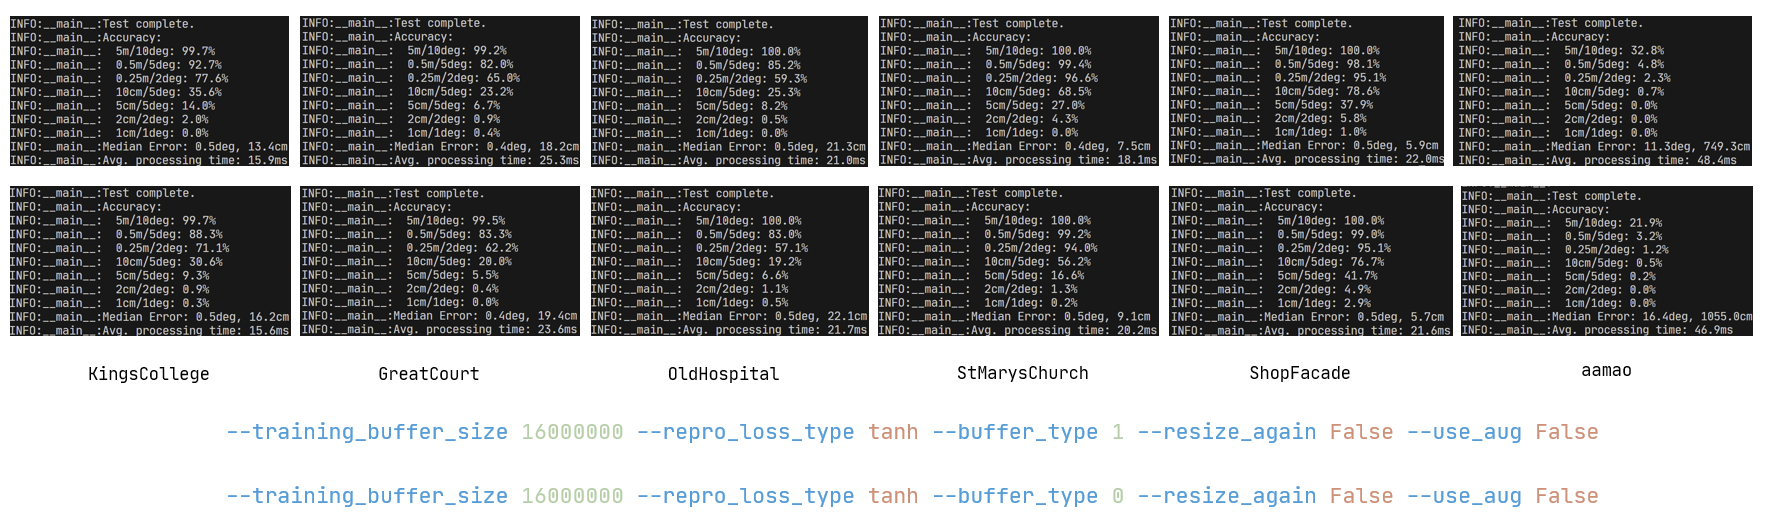 INFO:__main__:Test complete.
INFO:__main__:Accuracy:
INFO:__main__:  5m/10deg: 99.7%
INFO:__main__:  0.5m/5deg: 92.7%
INFO:__main__:  0.25m/2deg: 77.6%
INFO:__main__:  10cm/5deg: 35.6%
INFO:__main__:  5cm/5deg: 14.0%
INFO:__main__:  2cm/2deg: 2.0%
INFO:__main__:  1cm/1deg: 0.0%
INFO:__main__:Median Error: 0.5deg, 13.4cm
INFO:__main__:Avg. processing time: 15.9ms
INFO:__main__:Test complete.
INFO:__main__:Accuracy:
INFO:__main__:  5m/10deg: 99.2%
INFO:__main__:  0.5m/5deg: 82.0%
INFO:__main__:  0.25m/2deg: 65.0%
INFO:__main__:  10cm/5deg: 23.2%
INFO:__main__:  5cm/5deg: 6.7%
INFO:__main__:  2cm/2deg: 0.9%
INFO:__main__:  1cm/1deg: 0.4%
INFO:__main__:Median Error: 0.4deg, 18.2cm
INFO:__main__:Avg. processing time: 25.3ms
INFO:__main__:Test complete.
INFO:__main__:Accuracy:
INFO:__main__:  5m/10deg: 100.0%
INFO:__main__:  0.5m/5deg: 85.2%
INFO:__main__:  0.25m/2deg: 59.3%
INFO:__main__:  10cm/5deg: 25.3%
INFO:__main__:  5cm/5deg: 8.2%
INFO:__main__:  2cm/2deg: 0.5%
INFO:__main__:  1cm/1deg: 0.0%
INFO:__main__:Median Error: 0.5deg, 21.3cm
INFO:__main__:Avg. processing time: 21.0ms
INFO:__main__:Test complete.
INFO:__main__:Accuracy:
INFO:__main__:  5m/10deg: 100.0%
INFO:__main__:  0.5m/5deg: 99.4%
INFO:__main__:  0.25m/2deg: 96.6%
INFO:__main__:  10cm/5deg: 68.5%
INFO:__main__:  5cm/5deg: 27.0%
INFO:__main__:  2cm/2deg: 4.3%
INFO:__main__:  1cm/1deg: 0.0%
INFO:__main__:Median Error: 0.4deg, 7.5cm
INFO:__main__:Avg. processing time: 18.1ms
INFO:__main__:Test complete.
INFO:__main__:Accuracy:
INFO:__main__:  5m/10deg: 100.0%
INFO:__main__:  0.5m/5deg: 98.1%
INFO:__main__:  0.25m/2deg: 95.1%
INFO:__main__:  10cm/5deg: 78.6%
INFO:__main__:  5cm/5deg: 37.9%
INFO:__main__:  2cm/2deg: 5.8%
INFO:__main__:  1cm/1deg: 1.0%
INFO:__main__:Median Error: 0.5deg, 5.9cm
INFO:__main__:Avg. processing time: 22.0ms
INFO:__main__:Test complete.
INFO:__main__:Accuracy:
INFO:__main__:  5m/10deg: 32.8%
INFO:__main__:  0.5m/5deg: 4.8%
INFO:__main__:  0.25m/2deg: 2.3%
INFO:__main__:  10cm/5deg: 0.7%
INFO:__main__:  5cm/5deg: 0.0%
INFO:__main__:  2cm/2deg: 0.0%
INFO:__main__:  1cm/1deg: 0.0%
INFO:__main__:Median Error: 11.3deg, 749.3cm
INFO:__main__:Avg. processing time: 48.4ms
INFO:__main__:Test complete.
INFO:__main__:Accuracy:
INFO:__main__:  5m/10deg: 99.7%
INFO:__main__:  0.5m/5deg: 88.3%
INFO:__main__:  0.25m/2deg: 71.1%
INFO:__main__:  10cm/5deg: 30.6%
INFO:__main__:  5cm/5deg: 9.3%
INFO:__main__:  2cm/2deg: 0.9%
INFO:__main__:  1cm/1deg: 0.3%
INFO:__main__:Median Error: 0.5deg, 16.2cm
INFO:__main__:Avg. processing time: 15.6ms
INFO:__main__:Test complete.
INFO:__main__:Accuracy:
INFO:__main__:  5m/10deg: 99.5%
INFO:__main__:  0.5m/5deg: 83.3%
INFO:__main__:  0.25m/2deg: 62.2%
INFO:__main__:  10cm/5deg: 20.0%
INFO:__main__:  5cm/5deg: 5.5%
INFO:__main__:  2cm/2deg: 0.4%
INFO:__main__:  1cm/1deg: 0.0%
INFO:__main__:Median Error: 0.4deg, 19.4cm
INFO:__main__:Avg. processing time: 23.6ms
INFO:__main__:Test complete.
INFO:__main__:Accuracy:
INFO:__main__:  5m/10deg: 100.0%
INFO:__main__:  0.5m/5deg: 83.0%
INFO:__main__:  0.25m/2deg: 57.1%
INFO:__main__:  10cm/5deg: 19.2%
INFO:__main__:  5cm/5deg: 6.6%
INFO:__main__:  2cm/2deg: 1.1%
INFO:__main__:  1cm/1deg: 0.5%
INFO:__main__:Median Error: 0.5deg, 22.1cm
INFO:__main__:Avg. processing time: 21.7ms
INFO:__main__:Test complete.
INFO:__main__:Accuracy:
INFO:__main__:  5m/10deg: 100.0%
INFO:__main__:  0.5m/5deg: 99.2%
INFO:__main__:  0.25m/2deg: 94.0%
INFO:__main__:  10cm/5deg: 56.2%
INFO:__main__:  5cm/5deg: 16.6%
INFO:__main__:  2cm/2deg: 1.3%
INFO:__main__:  1cm/1deg: 0.2%
INFO:__main__:Median Error: 0.5deg, 9.1cm
INFO:__main__:Avg. processing time: 20.2ms
INFO:__main__:Test complete.
INFO:__main__:Accuracy:
INFO:__main__:  5m/10deg: 100.0%
INFO:__main__:  0.5m/5deg: 99.0%
INFO:__main__:  0.25m/2deg: 95.1%
INFO:__main__:  10cm/5deg: 76.7%
INFO:__main__:  5cm/5deg: 41.7%
INFO:__main__:  2cm/2deg: 4.9%
INFO:__main__:  1cm/1deg: 2.9%
INFO:__main__:Median Error: 0.5deg, 5.7cm
INFO:__main__:Avg. processing time: 21.6ms
INFO:__main__:Test complete.
INFO:__main__:Accuracy:
INFO:__main__:  5m/10deg: 21.9%
INFO:__main__:  0.5m/5deg: 3.2%
INFO:__main__:  0.25m/2deg: 1.2%
INFO:__main__:  10cm/5deg: 0.5%
INFO:__main__:  5cm/5deg: 0.2%
INFO:__main__:  2cm/2deg: 0.0%
INFO:__main__:  1cm/1deg: 0.0%
INFO:__main__:Median Error: 16.4deg, 1055.0cm
INFO:__main__:Avg. processing time: 46.9ms
KingsCollege
GreatCourt
OldHospital
StMarysChurch
ShopFacade
aamao
--training_buffer_size 16000000 --repro_loss_type tanh --buffer_type 1 --resize_again False --use_aug False
--training_buffer_size 16000000 --repro_loss_type tanh --buffer_type 0 --resize_again False --use_aug False